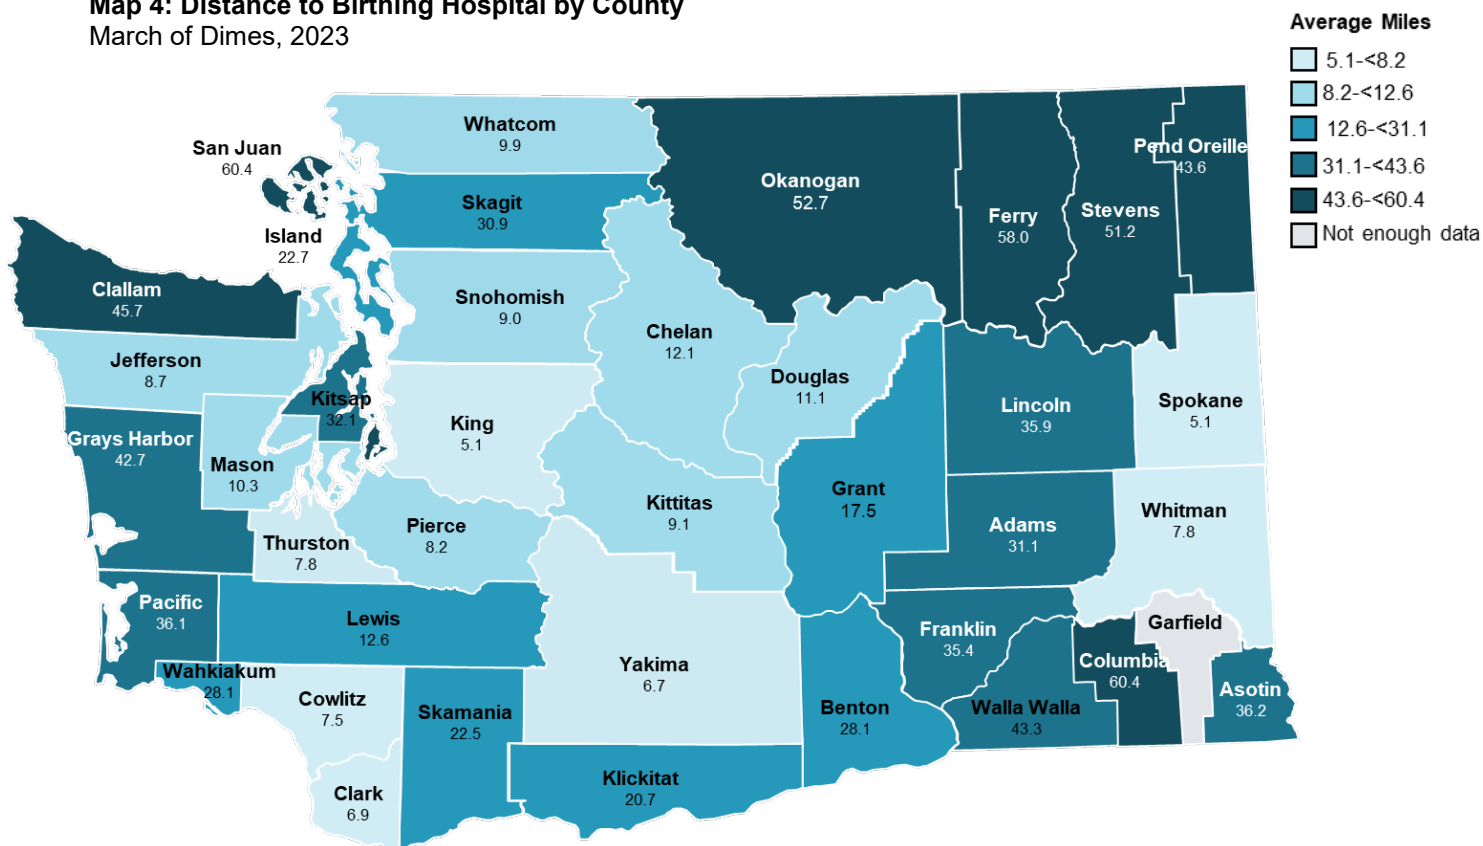 Map 4: Distance to Birthing Hospital by County
March of Dimes, 2023
Average Miles
5.1-<8.2
8.2-<12.6
12.6-<31.1
31.1-<43.6
43.6-<60.4
Not enough data
Whatcom
9.9
San Juan
60.4
Skagit
30.9
Island
22.7
Okanogan
52.7
Ferry
58.0
Stevens
51.2
Pend Oreille
43.6
Clallam
45.7
Snohomish
9.0
Chelan
12.1
Jefferson
8.7
Douglas
11.1
Kitsap
32.1
King
5.1
Lincoln
35.9
Spokane
5.1
Grays Harbor
42.7
Mason
10.3
Kittitas
9.1
Grant
17.5
Adams
31.1
Whitman
7.8
Thurston
7.8
Pierce
8.2
Pacific
36.1
Lewis
12.6
Yakima
6.7
Franklin
35.4
Garfield
Wahkiakum
28.1
Cowlitz
7.5
Skamania
22.5
Benton
28.1
Walla Walla
43.3
Columbia
60.4
Asotin
36.2
Klickitat
20.7
Clark
6.9